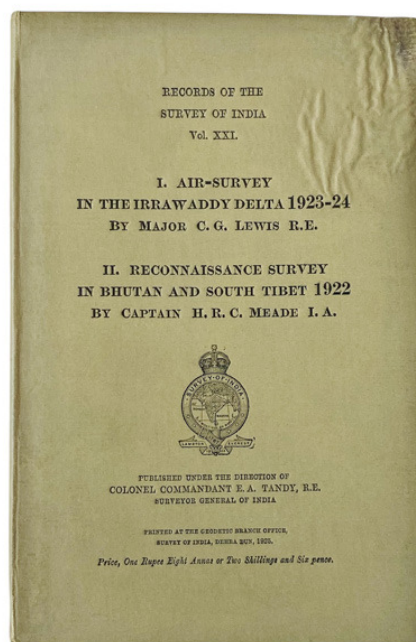 RECORDS OF THE
SURVEY OF INDIA
Vol. XXI.
I. AIR-SURVEY
IN THE IRRAWADDY DELTA 1923-24
BY MAJOR C. G. LEWIS R.E.
II. RECONNAISSANCE SURVEY
IN BHUTAN AND SOUTH TIBET 1922
BY CAPTAIN H. R. C. MEADE I. A.
SURVEY·OF·INDIA
PUBLISHED UNDER THE DIRECTION OF
COLONEL COMMANDANT E. A. TANDY, R.E.
SURVEYOR GENERAL OF INDIA
PRINTED AT THE GEODETIC BRANCH OFFICE,
SURVEY OF INDIA, DEHRA DUN, 1925.
Price, One Rupee Eight Annas or Two Shillings and Six pence.